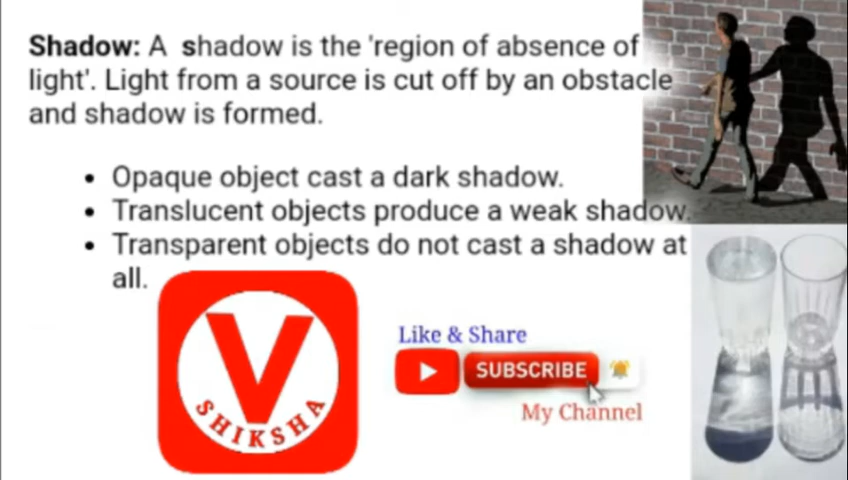 Shadow: A shadow is the 'region of absence of
light'. Light from a source is cut off by an obstacle
and shadow is formed.
• Opaque object cast a dark shadow.
• Translucent objects produce a weak shadow.
• Transparent objects do not cast a shadow at
all.
V
SHIKSHA
Like & Share
SUBSCRIBE
My Channel